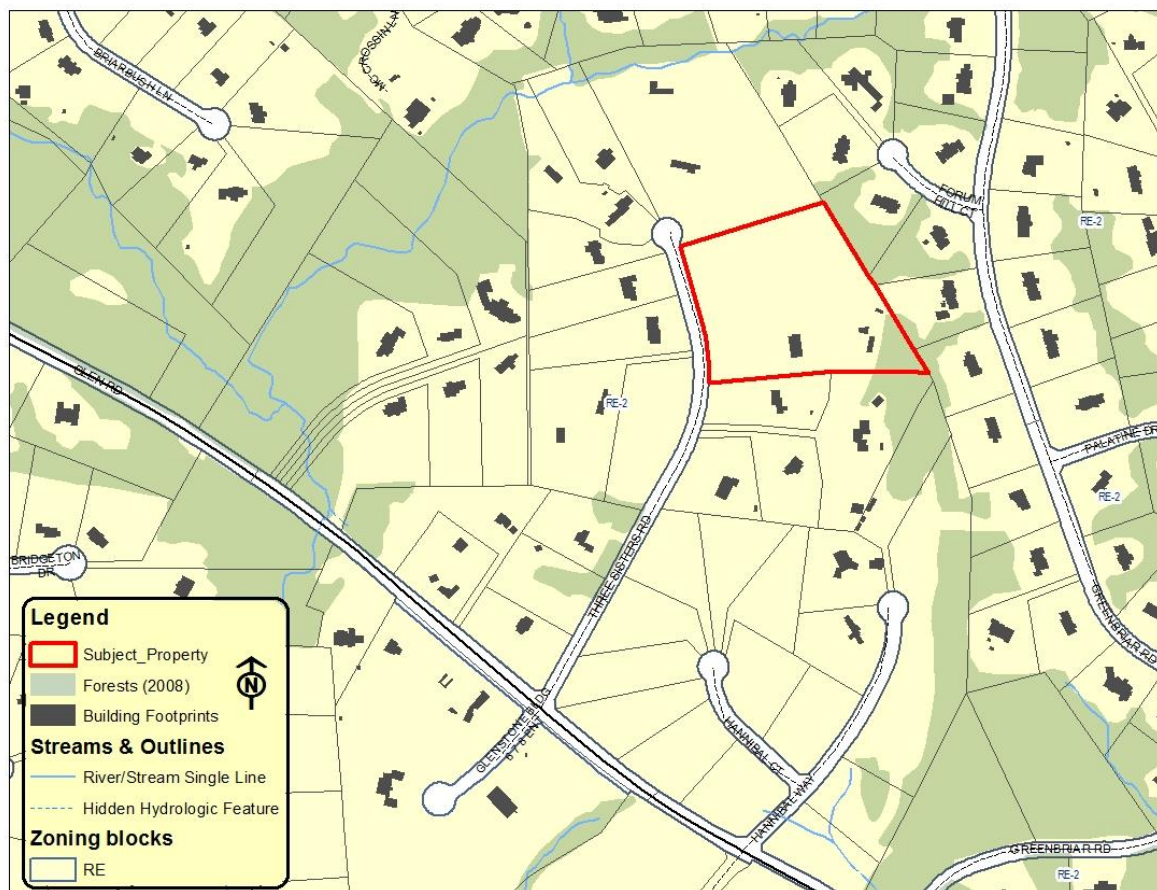 BRIARBUSH LN
FORUM
RE-2
GLEN RD
RE-2
PALATINE DR
RE-2
BRIDGETON
DR
THREE SISTERS RD
GREENBRIAR RD
HANNIBAL CT
HANNIBAL WAY
GREENBRIAR RD
RE-2
Legend
Subject_Property
Forests (2008)
N
Building Footprints
Streams & Outlines
River/Stream Single Line
Hidden Hydrologic Feature
Zoning blocks
RE